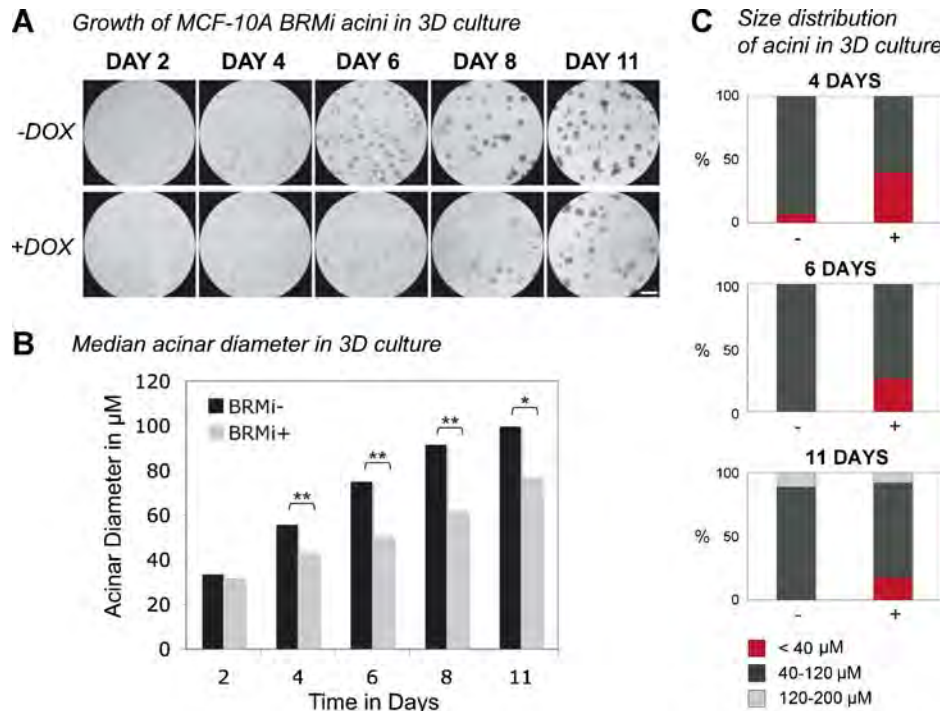 A Growth of MCF-10A BRMi acini in 3D culture
DAY 2 DAY 4 DAY 6 DAY 8 DAY 11
-DOX
+DOX
B Median acinar diameter in 3D culture
Acinar Diameter in µM
120
100
80
60
40
20
0
BRMi-
BRMi+
**
**
**
*
2 4 6 8 11
Time in Days
C Size distribution
of acini in 3D culture
4 DAYS
100
% 50
0
- +
6 DAYS
100
% 50
0
- +
11 DAYS
100
% 50
0
- +
< 40 µM
40-120 µM
120-200 µM